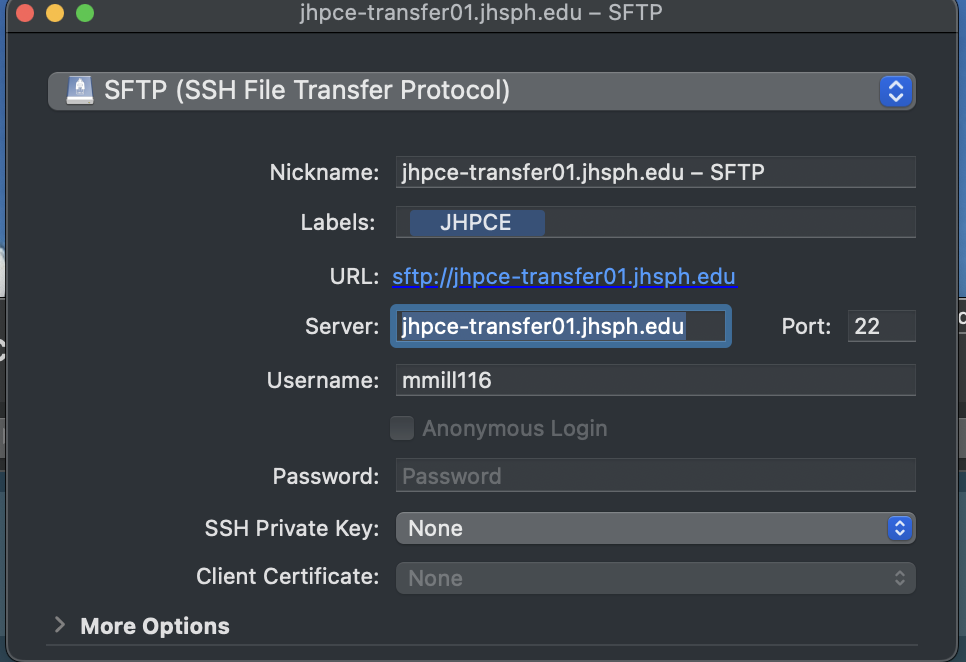 jhpce-transfer01.jhsph.edu – SFTP
SFTP (SSH File Transfer Protocol)
Nickname: jhpce-transfer01.jhsph.edu – SFTP
Labels: JHPCE
URL: sftp://jhpce-transfer01.jhsph.edu
Server: jhpce-transfer01.jhsph.edu Port: 22
Username: mmill116
Anonymous Login
Password: Password
SSH Private Key: None
Client Certificate: None
More Options